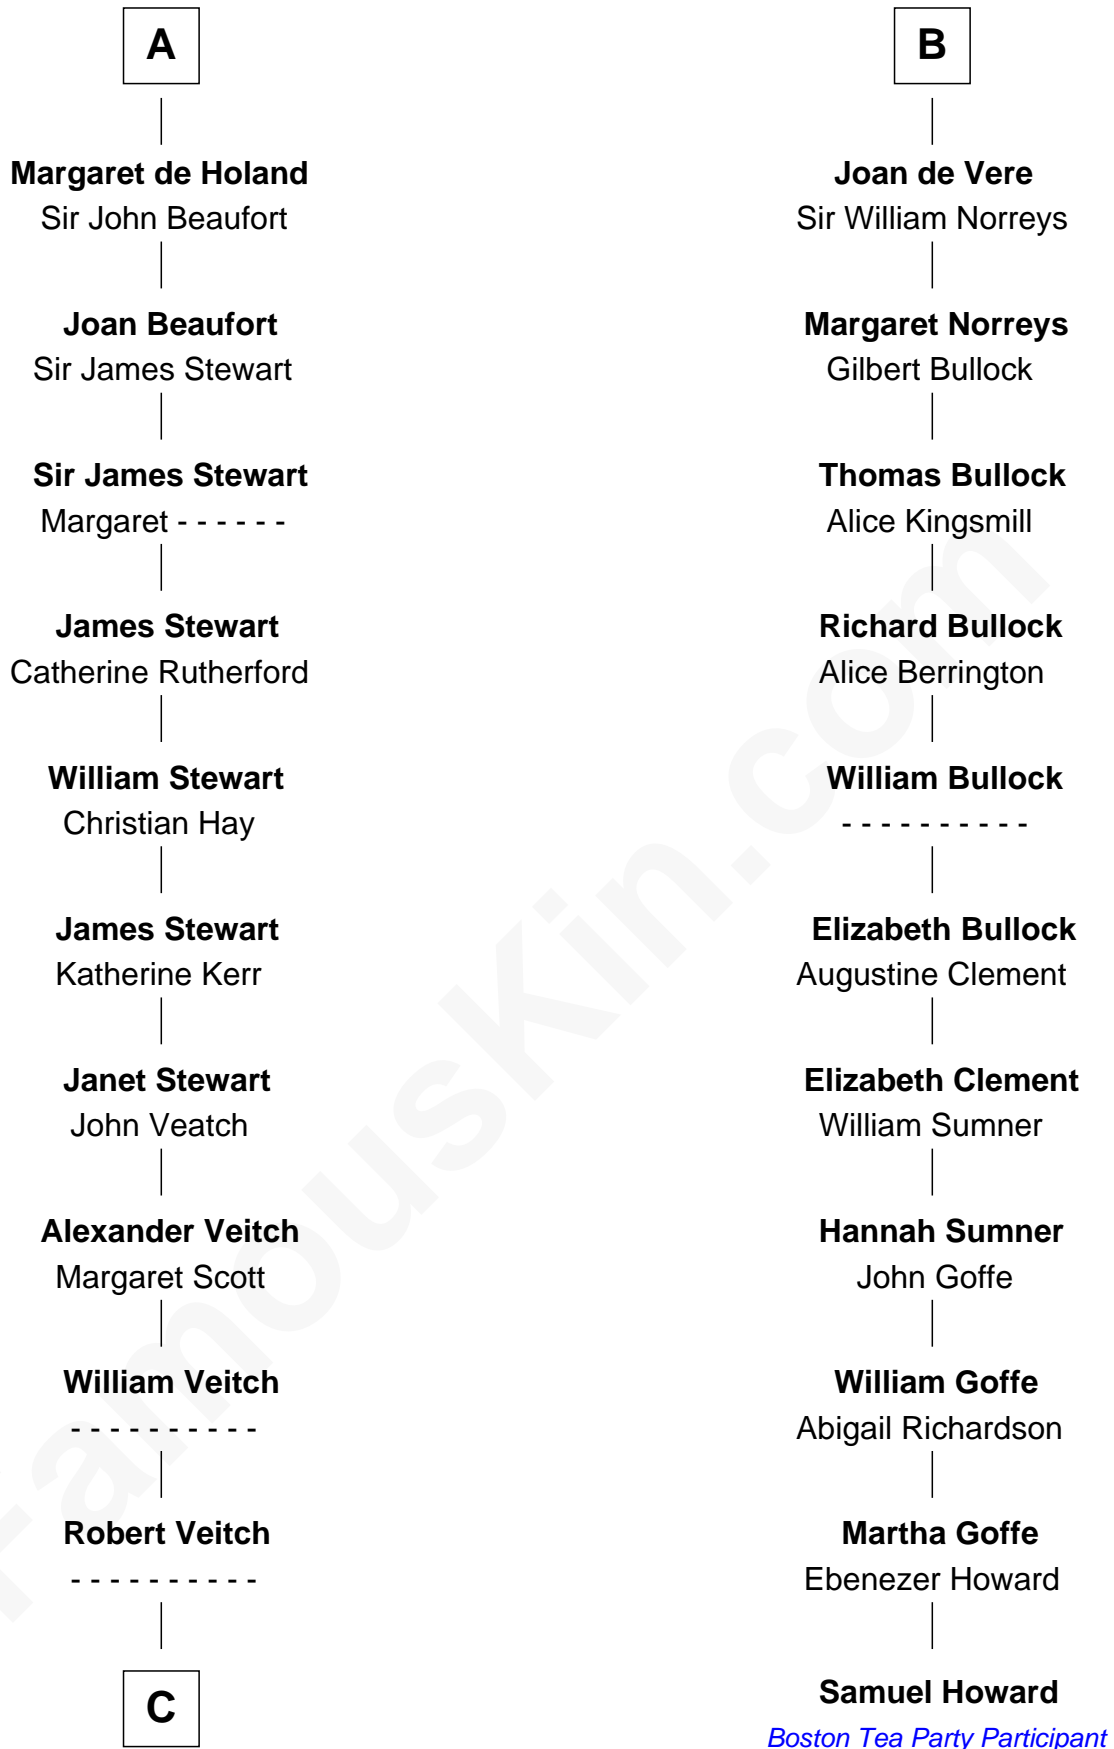 A
Margaret de Holand
Sir John Beaufort
Joan Beaufort
Sir James Stewart
Sir James Stewart
Margaret - - - - - -
James Stewart
Catherine Rutherford
William Stewart
Christian Hay
James Stewart
Katherine Kerr
Janet Stewart
John Veatch
Alexander Veitch
Margaret Scott
William Veitch
- - - - - - - - - -
Robert Veitch
- - - - - - - - - -
C
B
Joan de Vere
Sir William Norreys
Margaret Norreys
Gilbert Bullock
Thomas Bullock
Alice Kingsmill
Richard Bullock
Alice Berrington
William Bullock
- - - - - - - - - -
Elizabeth Bullock
Augustine Clement
Elizabeth Clement
William Sumner
Hannah Sumner
John Goffe
William Goffe
Abigail Richardson
Martha Goffe
Ebenezer Howard
Samuel Howard
Boston Tea Party Participant
FamousKin.com